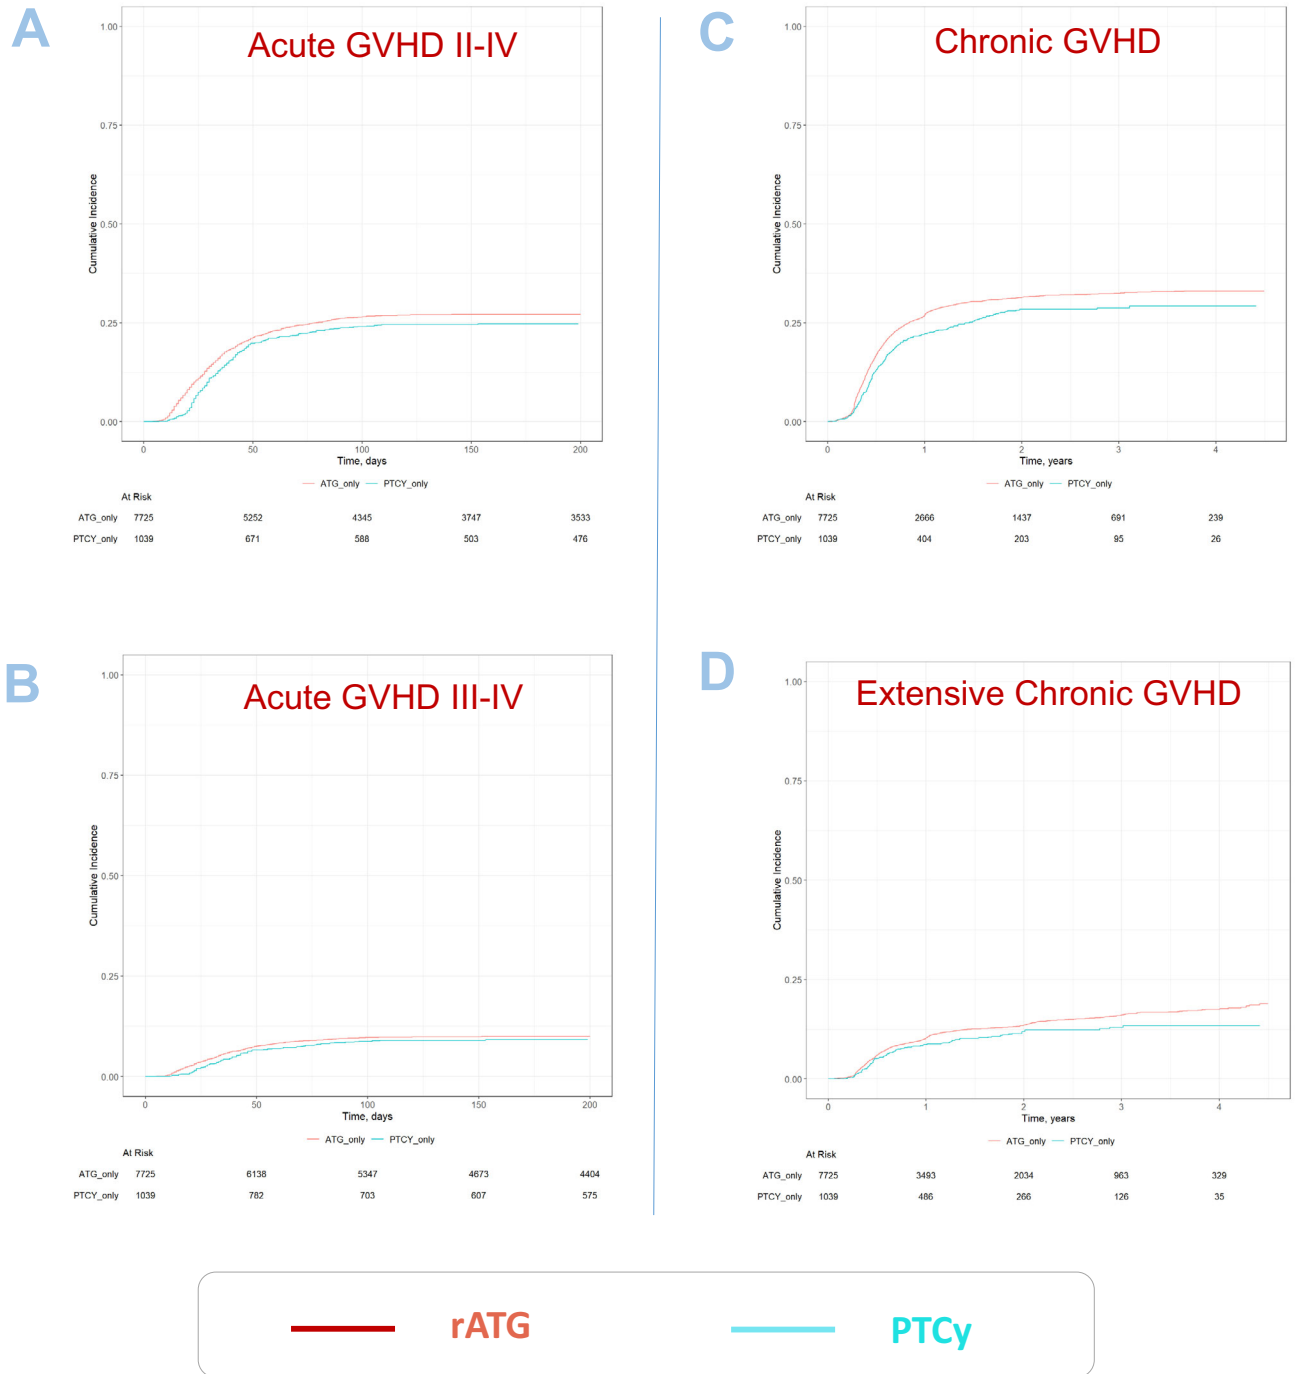 A
Acute GVHD II-IV
1.00
0.75
0.50
0.25
0.00
Cumulative Incidence
0 50 100 150 200
Time, days
ATG_only PTCY_only
At Risk
ATG_only 7725 5252 4345 3747 3533
PTCY_only 1039 671 588 503 476
B
Acute GVHD III-IV
1.00
0.75
0.50
0.25
0.00
Cumulative Incidence
0 50 100 150 200
Time, days
ATG_only PTCY_only
At Risk
ATG_only 7725 6138 5347 4673 4404
PTCY_only 1039 782 703 607 575
C
Chronic GVHD
1.00
0.75
0.50
0.25
0.00
Cumulative Incidence
0 1 2 3 4
Time, years
ATG_only PTCY_only
At Risk
ATG_only 7725 2666 1437 691 239
PTCY_only 1039 404 203 95 26
D
Extensive Chronic GVHD
1.00
0.75
0.50
0.25
0.00
Cumulative Incidence
0 1 2 3 4
Time, years
ATG_only PTCY_only
At Risk
ATG_only 7725 3493 2034 963 329
PTCY_only 1039 486 266 126 35
rATG PTCy